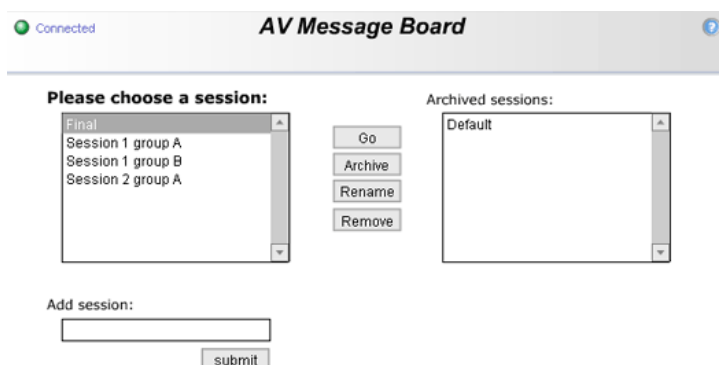 Connected
AV Message Board
?
Please choose a session:
Final
Session 1 group A
Session 1 group B
Session 2 group A
Go
Archive
Rename
Remove
Archived sessions:
Default
Add session:
submit